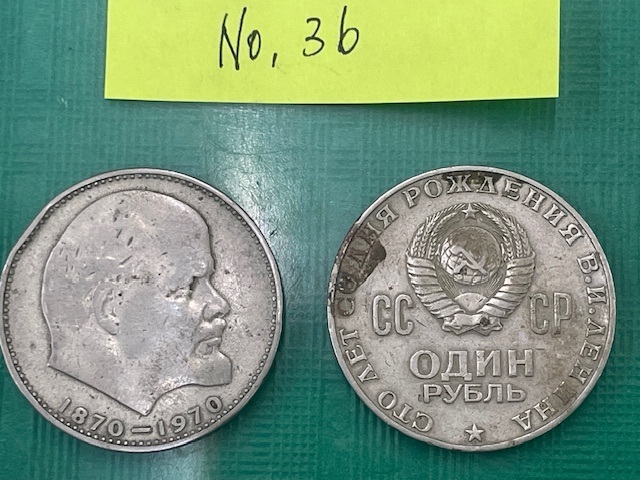 No. 36
1870–1970
СТО ЛЕТ СО ДНЯ РОЖДЕНИЯ В.И.ЛЕНИНА
СС СР
ОДИН
РУБЛЬ